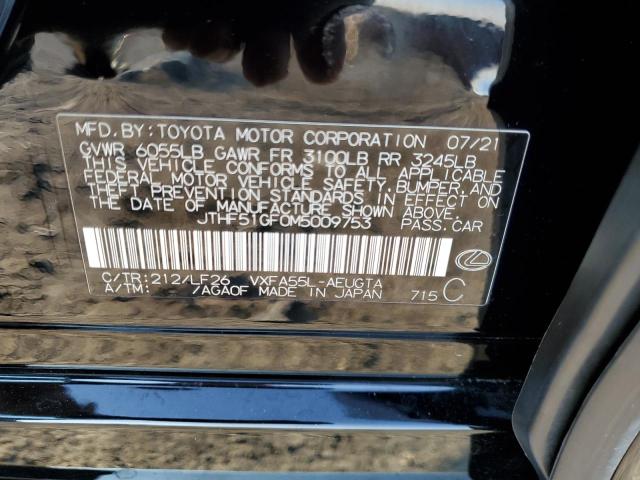 MFD. BY: TOYOTA MOTOR CORPORATION 07/21
GVWR 6055LB GAWR FR 3100LB RR 3245LB
THIS VEHICLE CONFORMS TO ALL APPLICABLE
FEDERAL MOTOR VEHICLE SAFETY, BUMPER, AND
THEFT PREVENTION STANDARDS IN EFFECT ON
THE DATE OF MANUFACTURE SHOWN ABOVE.
JTHF51GF0M5009753 PASS. CAR
C/TR: 212/LF26 VXFA55L-AEUGTA
A/TM: /AGA0F MADE IN JAPAN 715 C